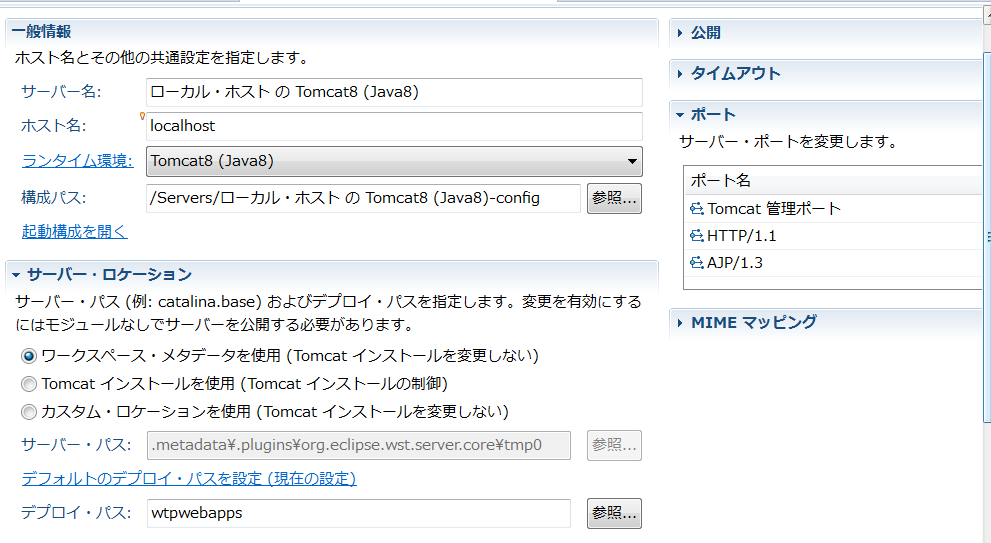 一般情報
ホスト名とその他の共通設定を指定します。
サーバー名:
ローカル・ホスト の Tomcat8 (Java8)
ホスト名:
localhost
ランタイム環境:
Tomcat8 (Java8)
構成パス:
/Servers/ローカル・ホスト の Tomcat8 (Java8)-config
参照...
起動構成を開く
サーバー・ロケーション
サーバー・パス (例: catalina.base) およびデプロイ・パスを指定します。変更を有効にする
にはモジュールなしでサーバーを公開する必要があります。
ワークスペース・メタデータを使用 (Tomcat インストールを変更しない)
Tomcat インストールを使用 (Tomcat インストールの制御)
カスタム・ロケーションを使用 (Tomcat インストールを変更しない)
サーバー・パス:
.metadata¥.plugins¥org.eclipse.wst.server.core¥tmp0
参照...
デフォルトのデプロイ・パスを設定 (現在の設定)
デプロイ・パス:
wtpwebapps
参照...
公開
タイムアウト
ポート
サーバー・ポートを変更します。
ポート名
Tomcat 管理ポート
HTTP/1.1
AJP/1.3
MIME マッピング